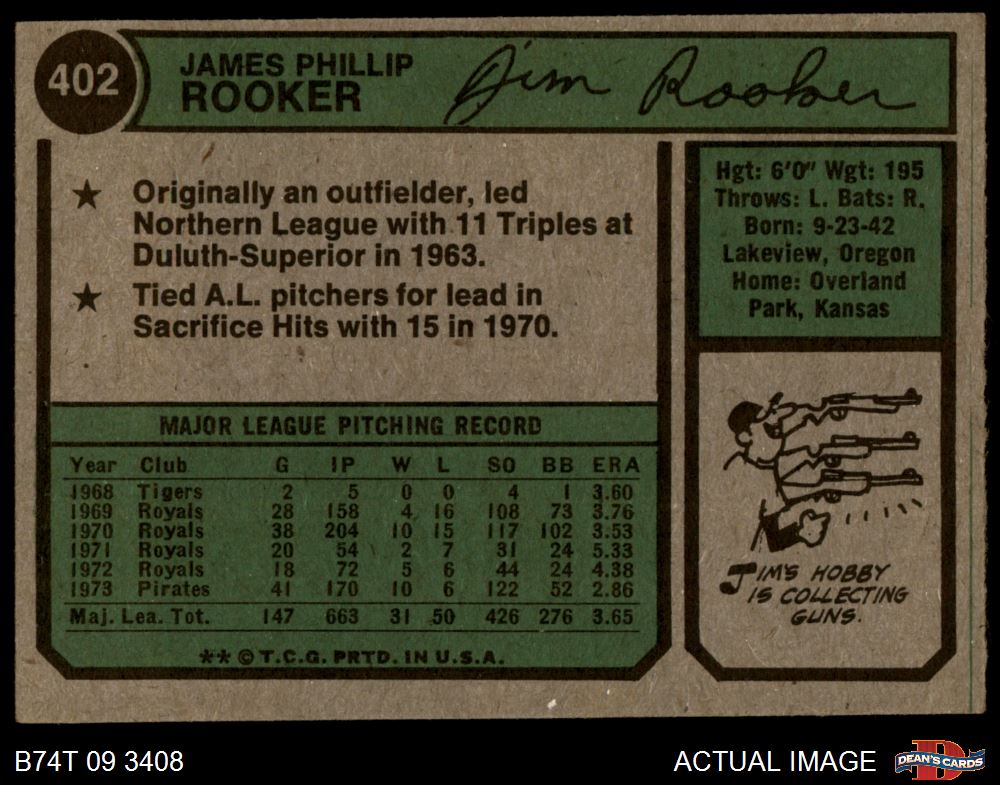 402
JAMES PHILLIP
ROOKER
Jim Rooker
★ Originally an outfielder, led
Northern League with 11 Triples at
Duluth-Superior in 1963.
★ Tied A.L. pitchers for lead in
Sacrifice Hits with 15 in 1970.
Hgt: 6'0" Wgt: 195
Throws: L. Bats: R.
Born: 9-23-42
Lakeview, Oregon
Home: Overland
Park, Kansas
MAJOR LEAGUE PITCHING RECORD
Year Club G IP W L SO BB ERA
1968 Tigers 2 5 0 0 4 1 3.60
1969 Royals 28 158 4 16 108 73 3.76
1970 Royals 38 204 10 15 117 102 3.53
1971 Royals 20 54 2 7 31 24 5.33
1972 Royals 18 72 5 6 44 24 4.38
1973 Pirates 41 170 10 6 122 52 2.86
Maj. Lea. Tot. 147 663 31 50 426 276 3.65
** © T.C.G. PRTD. IN U.S.A.
JIM'S HOBBY
IS COLLECTING
GUNS.
B74T 09 3408
ACTUAL IMAGE
DEAN'S CARDS